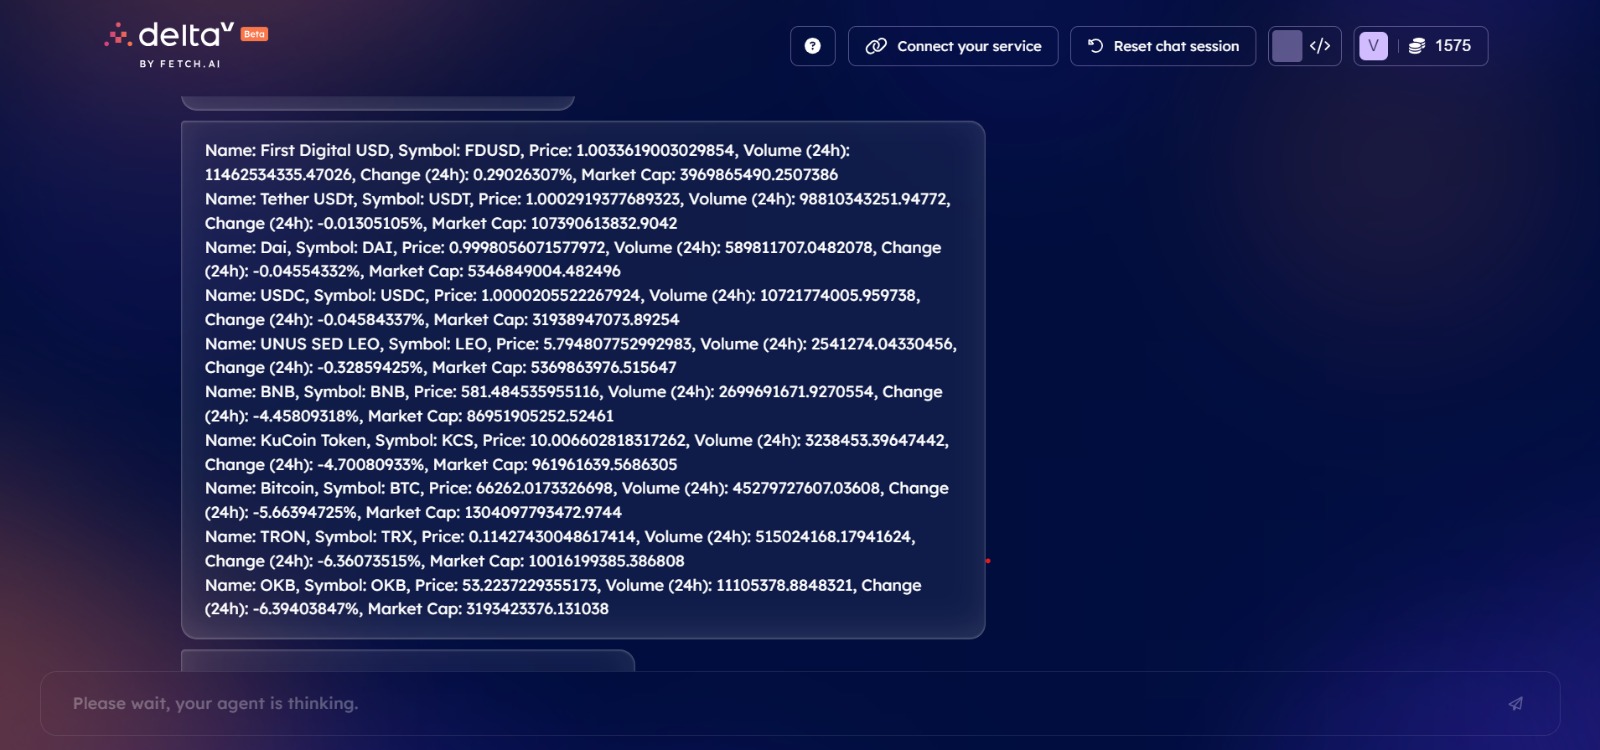 deltaV Beta
BY FETCH.AI
?
Connect your service
Reset chat session
</>
V
1575
Name: First Digital USD, Symbol: FDUSD, Price: 1.0033619003029854, Volume (24h):
11462534335.47026, Change (24h): 0.29026307%, Market Cap: 3969865490.2507386
Name: Tether USDt, Symbol: USDT, Price: 1.0002919377689323, Volume (24h): 98810343251.94772,
Change (24h): -0.01305105%, Market Cap: 107390613832.9042
Name: Dai, Symbol: DAI, Price: 0.9998056071577972, Volume (24h): 589811707.0482078, Change
(24h): -0.04554332%, Market Cap: 5346849004.482496
Name: USDC, Symbol: USDC, Price: 1.0000205522267924, Volume (24h): 10721774005.959738,
Change (24h): -0.04584337%, Market Cap: 31938947073.89254
Name: UNUS SED LEO, Symbol: LEO, Price: 5.794807752992983, Volume (24h): 2541274.04330456,
Change (24h): -0.32859425%, Market Cap: 5369863976.515647
Name: BNB, Symbol: BNB, Price: 581.484535955116, Volume (24h): 2699691671.9270554, Change
(24h): -4.45809318%, Market Cap: 86951905252.52461
Name: KuCoin Token, Symbol: KCS, Price: 10.006602818317262, Volume (24h): 3238453.39647442,
Change (24h): -4.70080933%, Market Cap: 961961639.5686305
Name: Bitcoin, Symbol: BTC, Price: 66262.0173326698, Volume (24h): 45279727607.03608, Change
(24h): -5.66394725%, Market Cap: 1304097793472.9744
Name: TRON, Symbol: TRX, Price: 0.11427430048617414, Volume (24h): 515024168.17941624,
Change (24h): -6.36073515%, Market Cap: 10016199385.386808
Name: OKB, Symbol: OKB, Price: 53.2237229355173, Volume (24h): 11105378.8848321, Change
(24h): -6.39403847%, Market Cap: 3193423376.131038
Please wait, your agent is thinking.